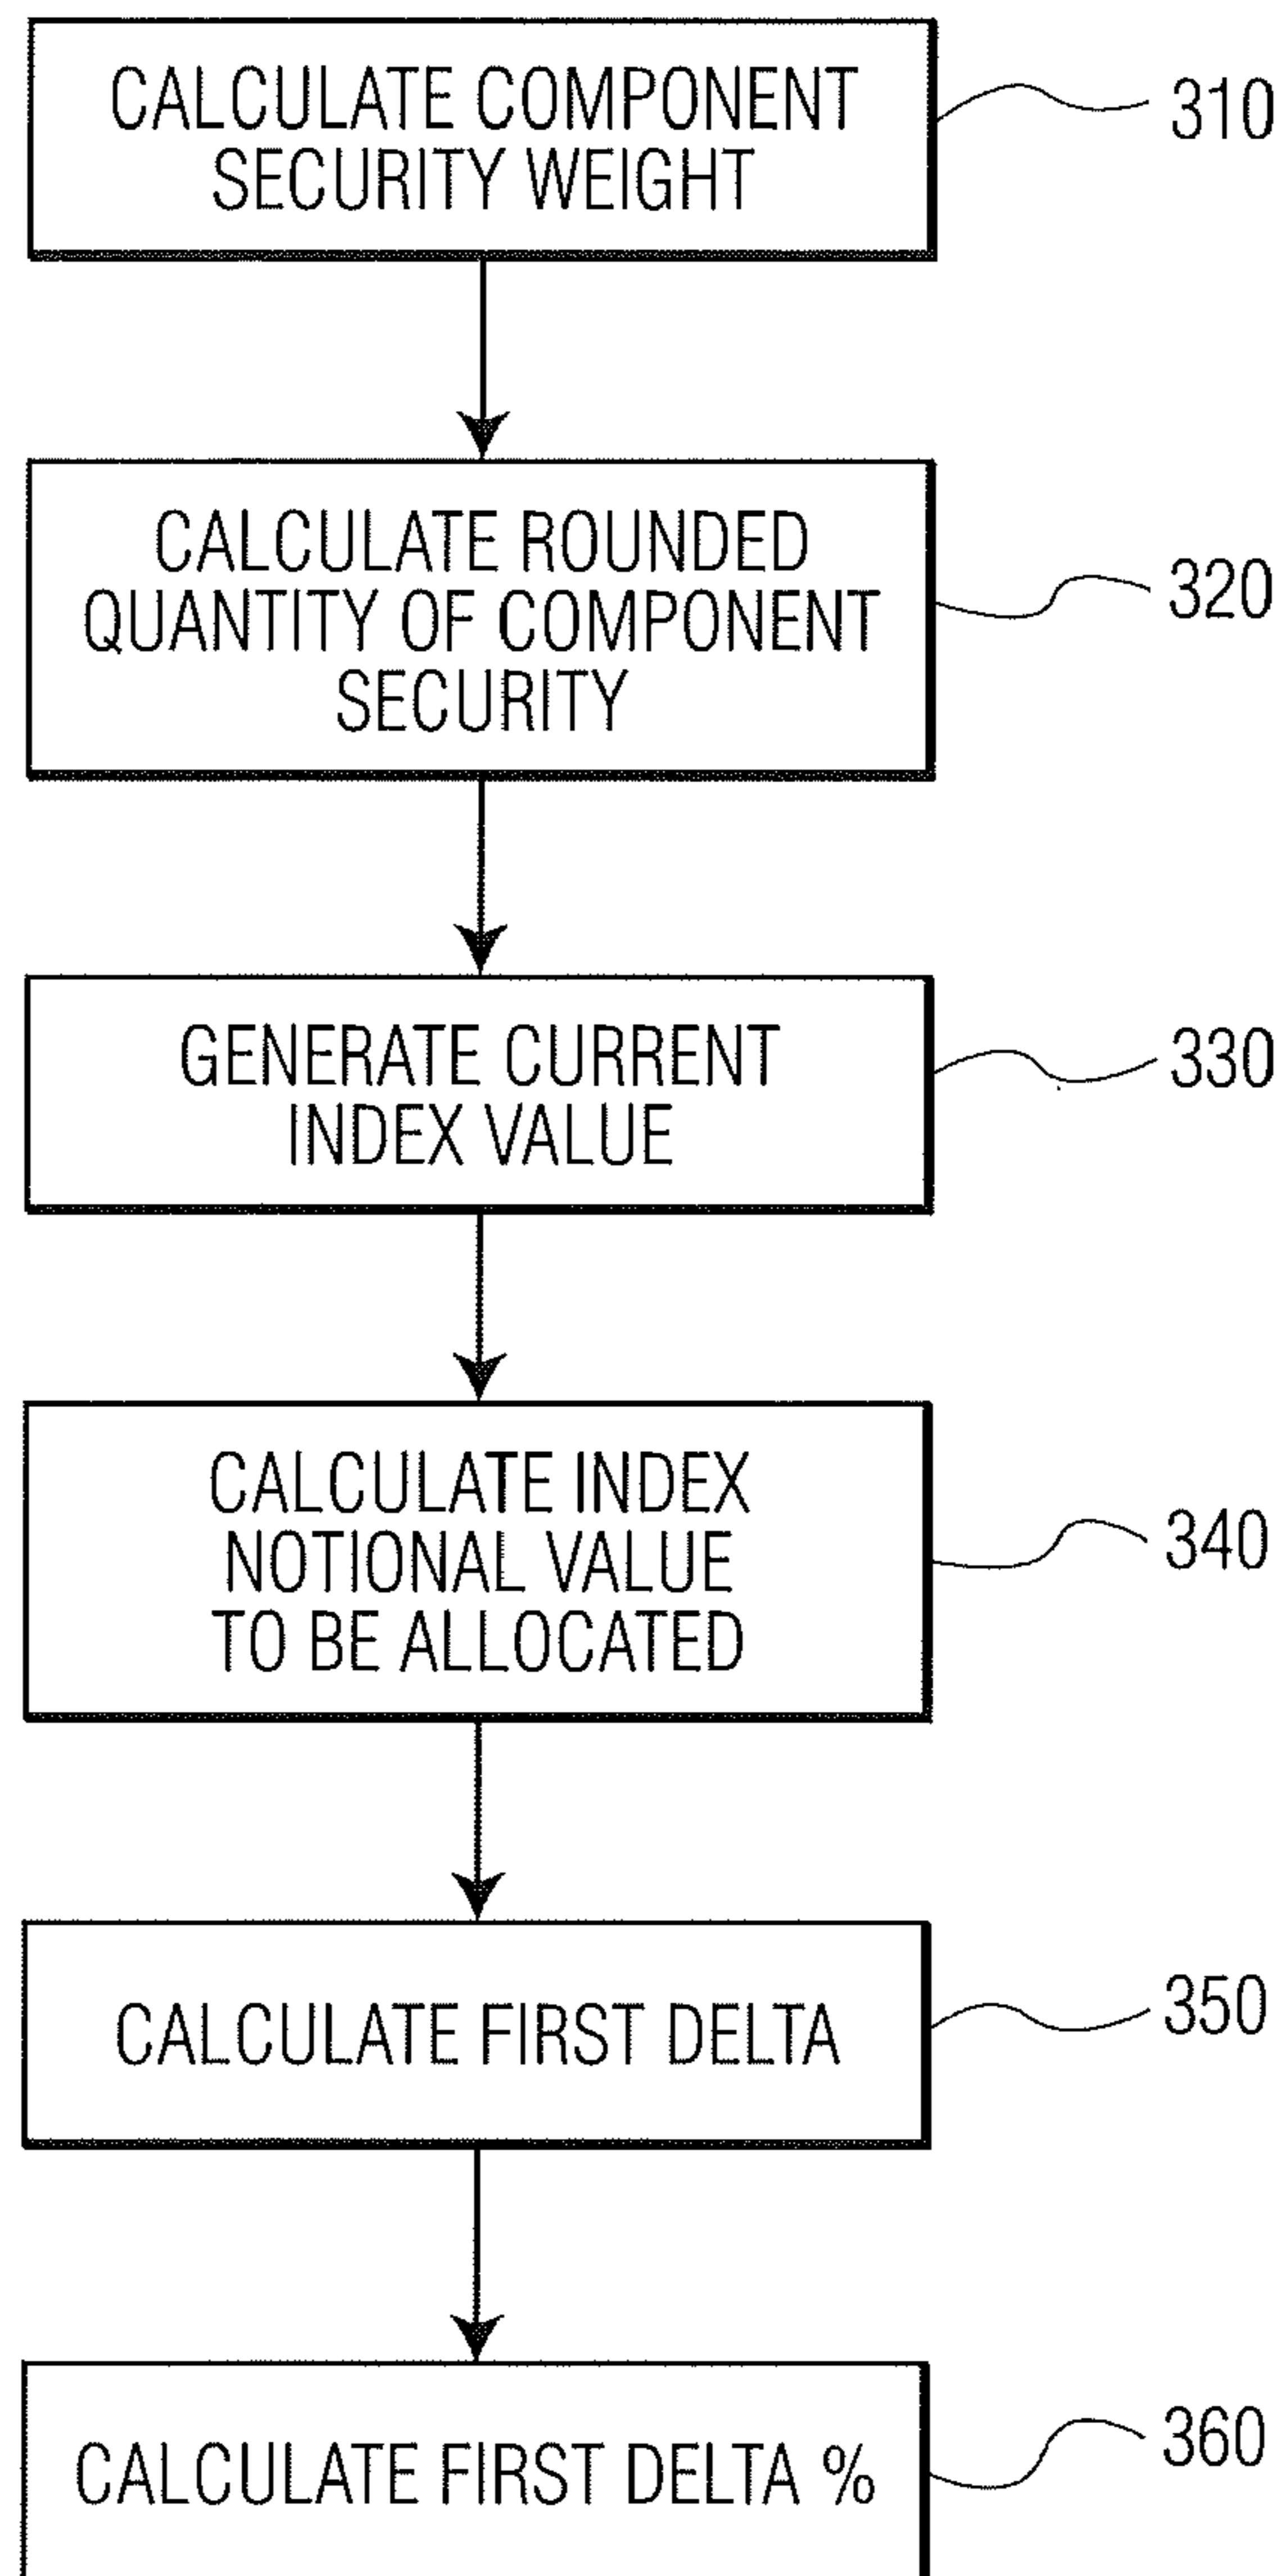 CALCULATE COMPONENT
SECURITY WEIGHT
310
CALCULATE ROUNDED
QUANTITY OF COMPONENT
SECURITY
320
GENERATE CURRENT
INDEX VALUE
330
CALCULATE INDEX
NOTIONAL VALUE
TO BE ALLOCATED
340
CALCULATE FIRST DELTA
350
CALCULATE FIRST DELTA %
360